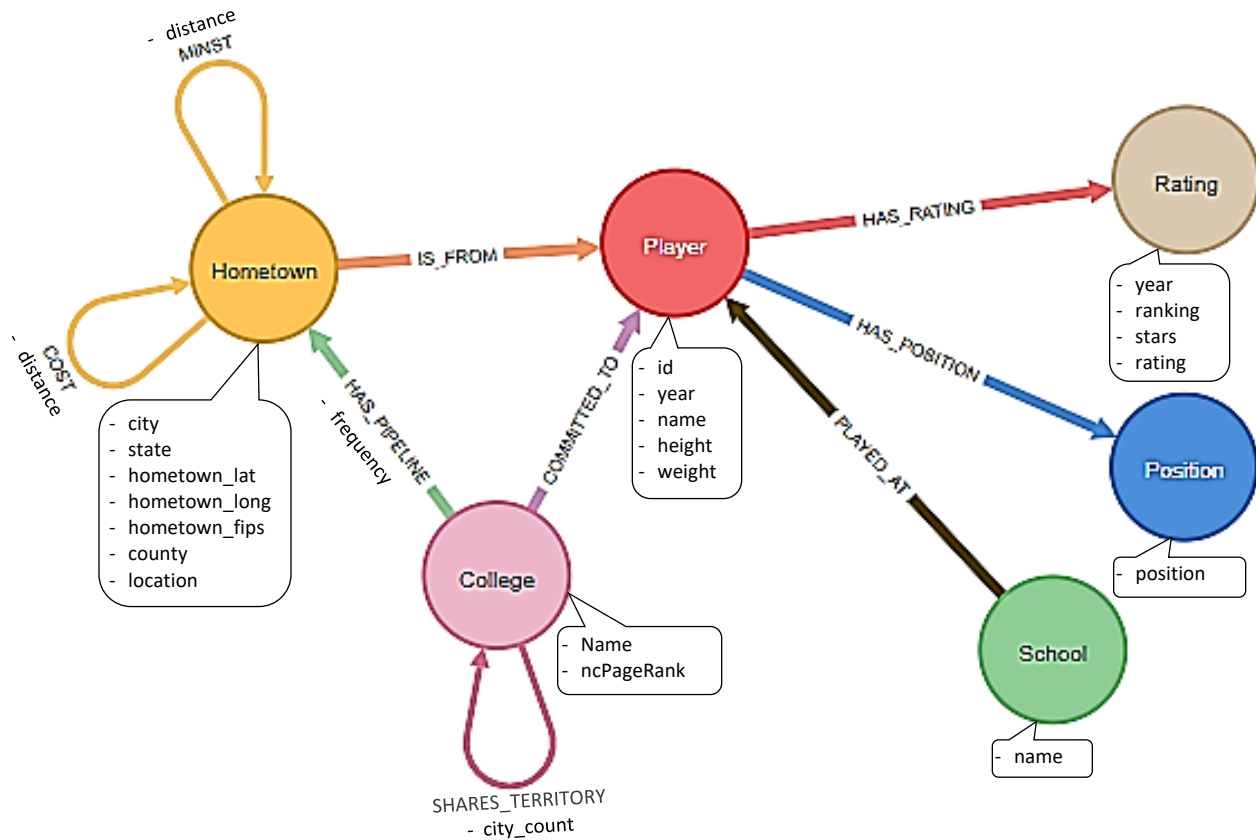 - distance
MINST
Hometown
COST
- distance
- city
- state
- hometown_lat
- hometown_long
- hometown_fips
- county
- location
IS_FROM
Player
- id
- year
- name
- height
- weight
HAS_RATING
Rating
- year
- ranking
- stars
- rating
HAS_POSITION
Position
- position
HAS_PIPELINE
- frequency
COMMITTED_TO
PLAYED_AT
College
- Name
- ncPageRank
School
- name
SHARES_TERRITORY
- city_count